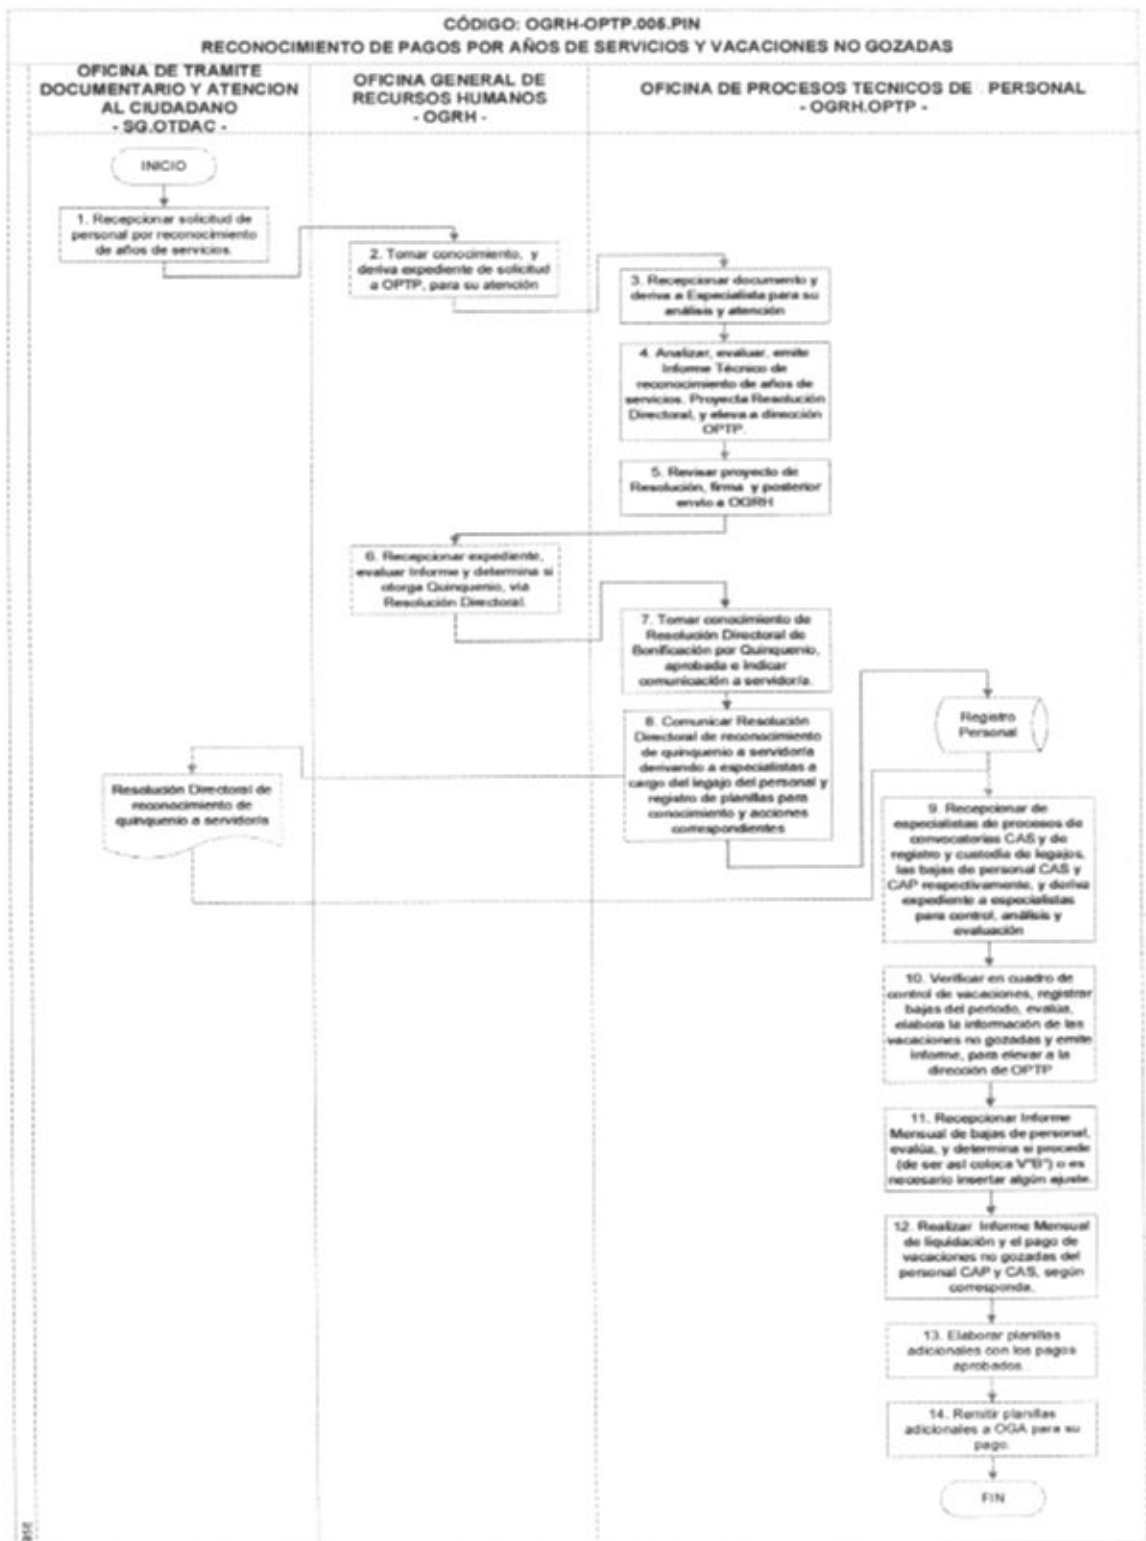 CÓDIGO: OGRH-OPTP.005.PIN
RECONOCIMIENTO DE PAGOS POR AÑOS DE SERVICIOS Y VACACIONES NO GOZADAS
OFICINA DE TRAMITE
DOCUMENTARIO Y ATENCION
AL CIUDADANO
- SG.OTDAC -
OFICINA GENERAL DE
RECURSOS HUMANOS
- OGRH -
OFICINA DE PROCESOS TECNICOS DE . PERSONAL
- OGRH.OPTP -
INICIO
1. Recepcionar solicitud de
personal por reconocimiento
de años de servicios.
2. Tomar conocimiento, y
deriva expediente de solicitud
a OPTP, para su atención
3. Recepcionar documento y
deriva a Especialista para su
análisis y atención
4. Analizar, evaluar, emite
Informe Técnico de
reconocimiento de años de
servicios. Proyecta Resolución
Directoral, y eleva a dirección
OPTP.
5. Revisar proyecto de
Resolución, firma y posterior
envío a OGRH
6. Recepcionar expediente,
evaluar Informe y determina si
otorga Quinquenio, vía
Resolución Directoral.
7. Tomar conocimiento de
Resolución Directoral de
Bonificación por Quinquenio,
aprobada e Indicar
comunicación a servidor/a.
8. Comunicar Resolución
Directoral de reconocimiento
de quinquenio a servidor/a
derivando a especialistas a
cargo del legajo del personal y
registro de planillas para
conocimiento y acciones
correspondientes
Registro
Personal
Resolución Directoral de
reconocimiento de
quinquenio a servidor/a
9. Recepcionar de
especialistas de procesos de
convocatorias CAS y de
registro y custodia de legajos,
las bajas de personal CAS y
CAP respectivamente, y deriva
expediente a especialistas
para control, análisis y
evaluación
10. Verificar en cuadro de
control de vacaciones, registrar
bajas del periodo, evalúa,
elabora la información de las
vacaciones no gozadas y emite
Informe, para elevar a la
dirección de OPTP
11. Recepcionar Informe
Mensual de bajas de personal,
evalúa, y determina si procede
(de ser así coloca V°B°) o es
necesario insertar algún ajuste.
12. Realizar Informe Mensual
de liquidación y el pago de
vacaciones no gozadas del
personal CAP y CAS, según
corresponda.
13. Elaborar planillas
adicionales con los pagos
aprobados.
14. Remitir planillas
adicionales a OGA para su
pago.
FIN